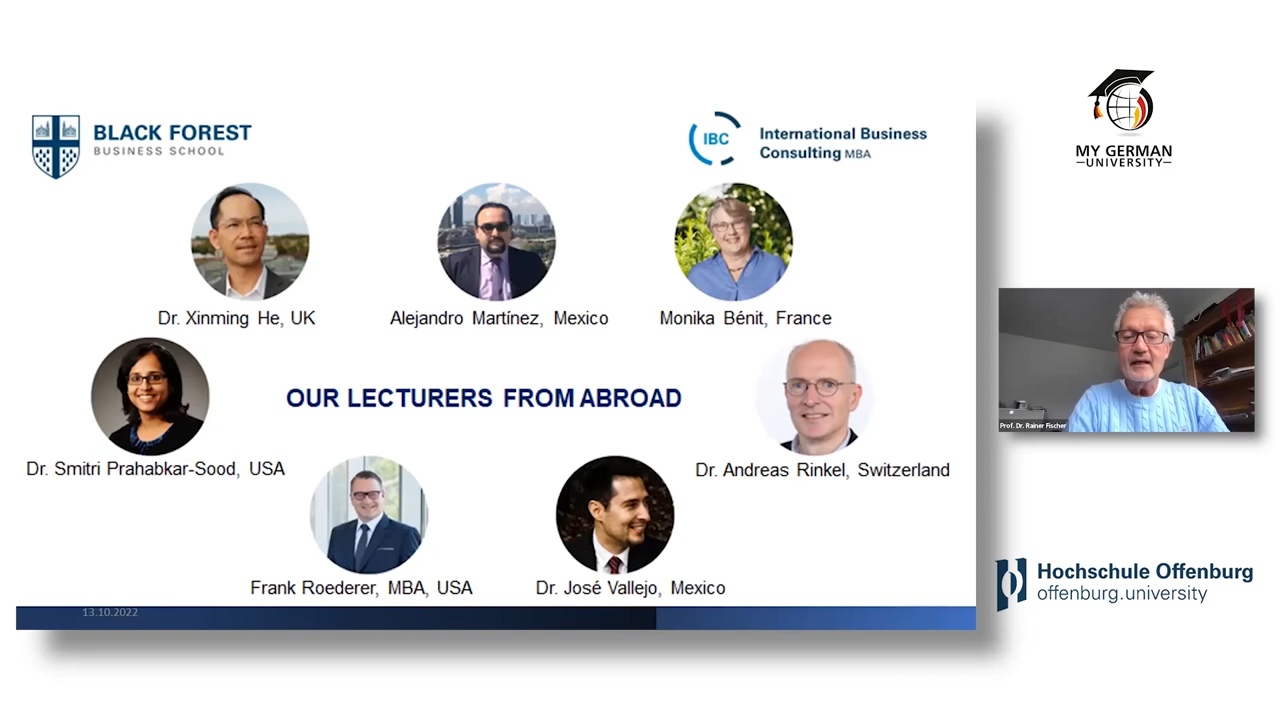 BLACK FOREST
BUSINESS SCHOOL
IBC
International Business
Consulting MBA
MY GERMAN
UNIVERSITY
Dr. Xinming He, UK
Alejandro Martínez, Mexico
Monika Bénit, France
OUR LECTURERS FROM ABROAD
Prof. Dr. Rainer Fischer
Dr. Smitri Prahabkar-Sood, USA
Dr. Andreas Rinkel, Switzerland
Frank Roederer, MBA, USA
Dr. José Vallejo, Mexico
13.10.2022
Hochschule Offenburg
offenburg.university